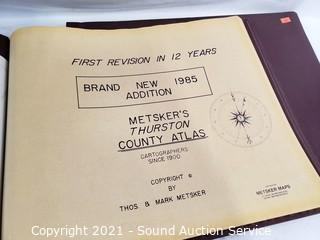 FIRST REVISION IN 12 YEARS
BRAND NEW 1985
ADDITION
METSKER'S
THURSTON
COUNTY ATLAS
CARTOGRAPHERS
SINCE 1900
COPYRIGHT ©
BY
THOS & MARK METSKER
METSKER MAPS
Copyright 2021 - Sound Auction Service